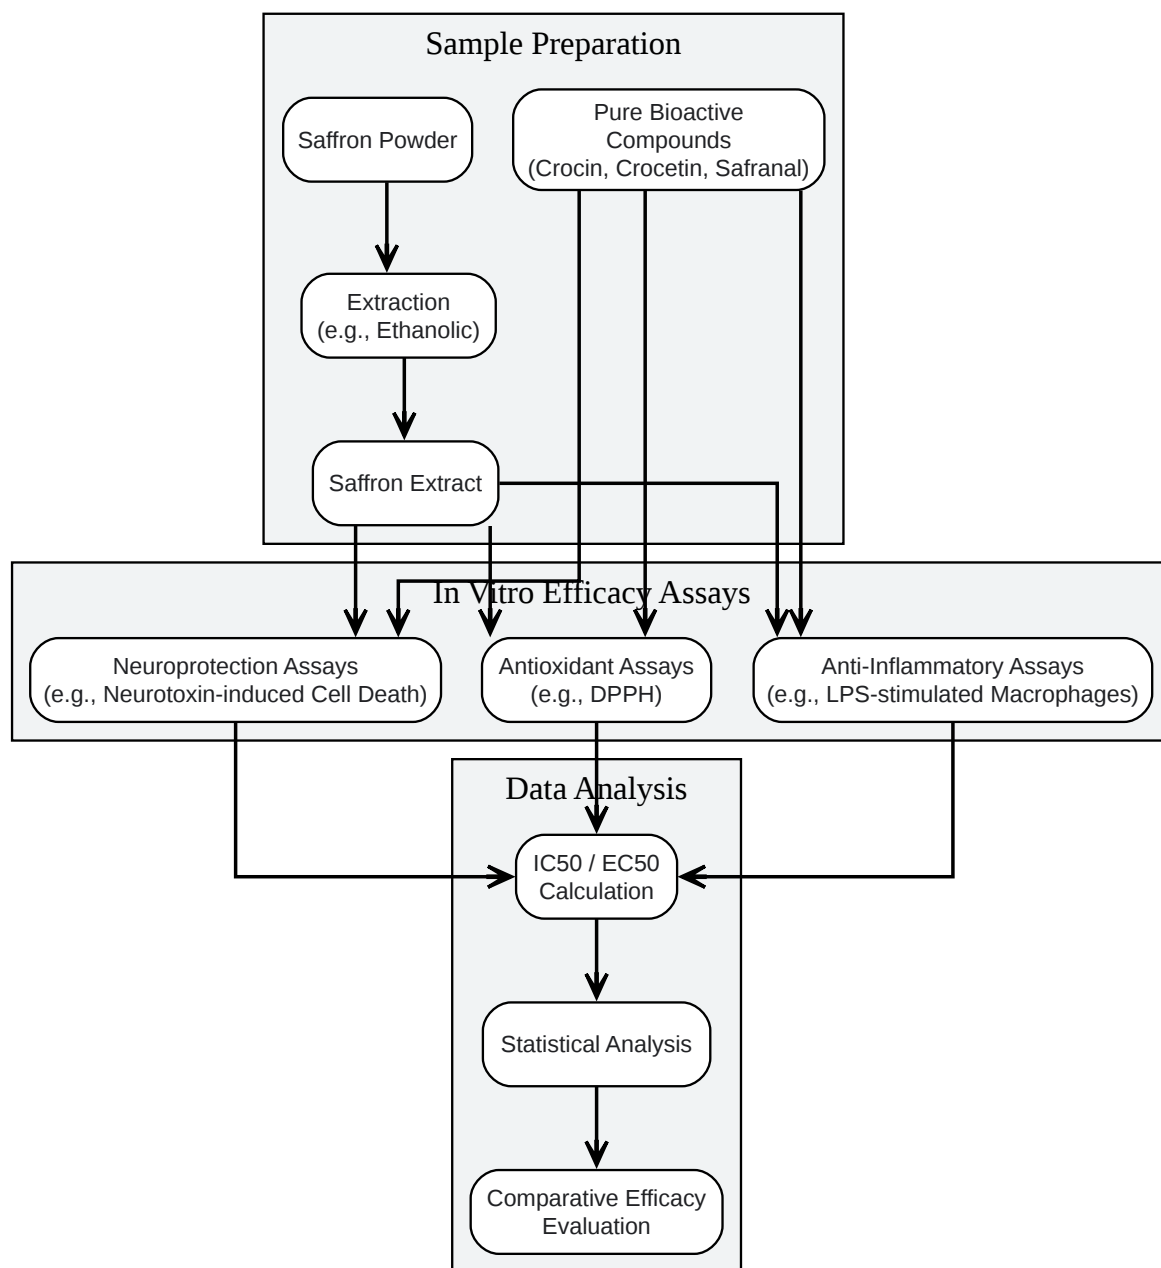 Sample Preparation
Saffron Powder
Pure Bioactive
Compounds
(Crocin, Crocetin, Safranal)
Extraction
(e.g., Ethanolic)
Saffron Extract
In Vitro Efficacy Assays
Neuroprotection Assays
(e.g., Neurotoxin-induced Cell Death)
Antioxidant Assays
(e.g., DPPH)
Anti-Inflammatory Assays
(e.g., LPS-stimulated Macrophages)
Data Analysis
IC50 / EC50
Calculation
Statistical Analysis
Comparative Efficacy
Evaluation